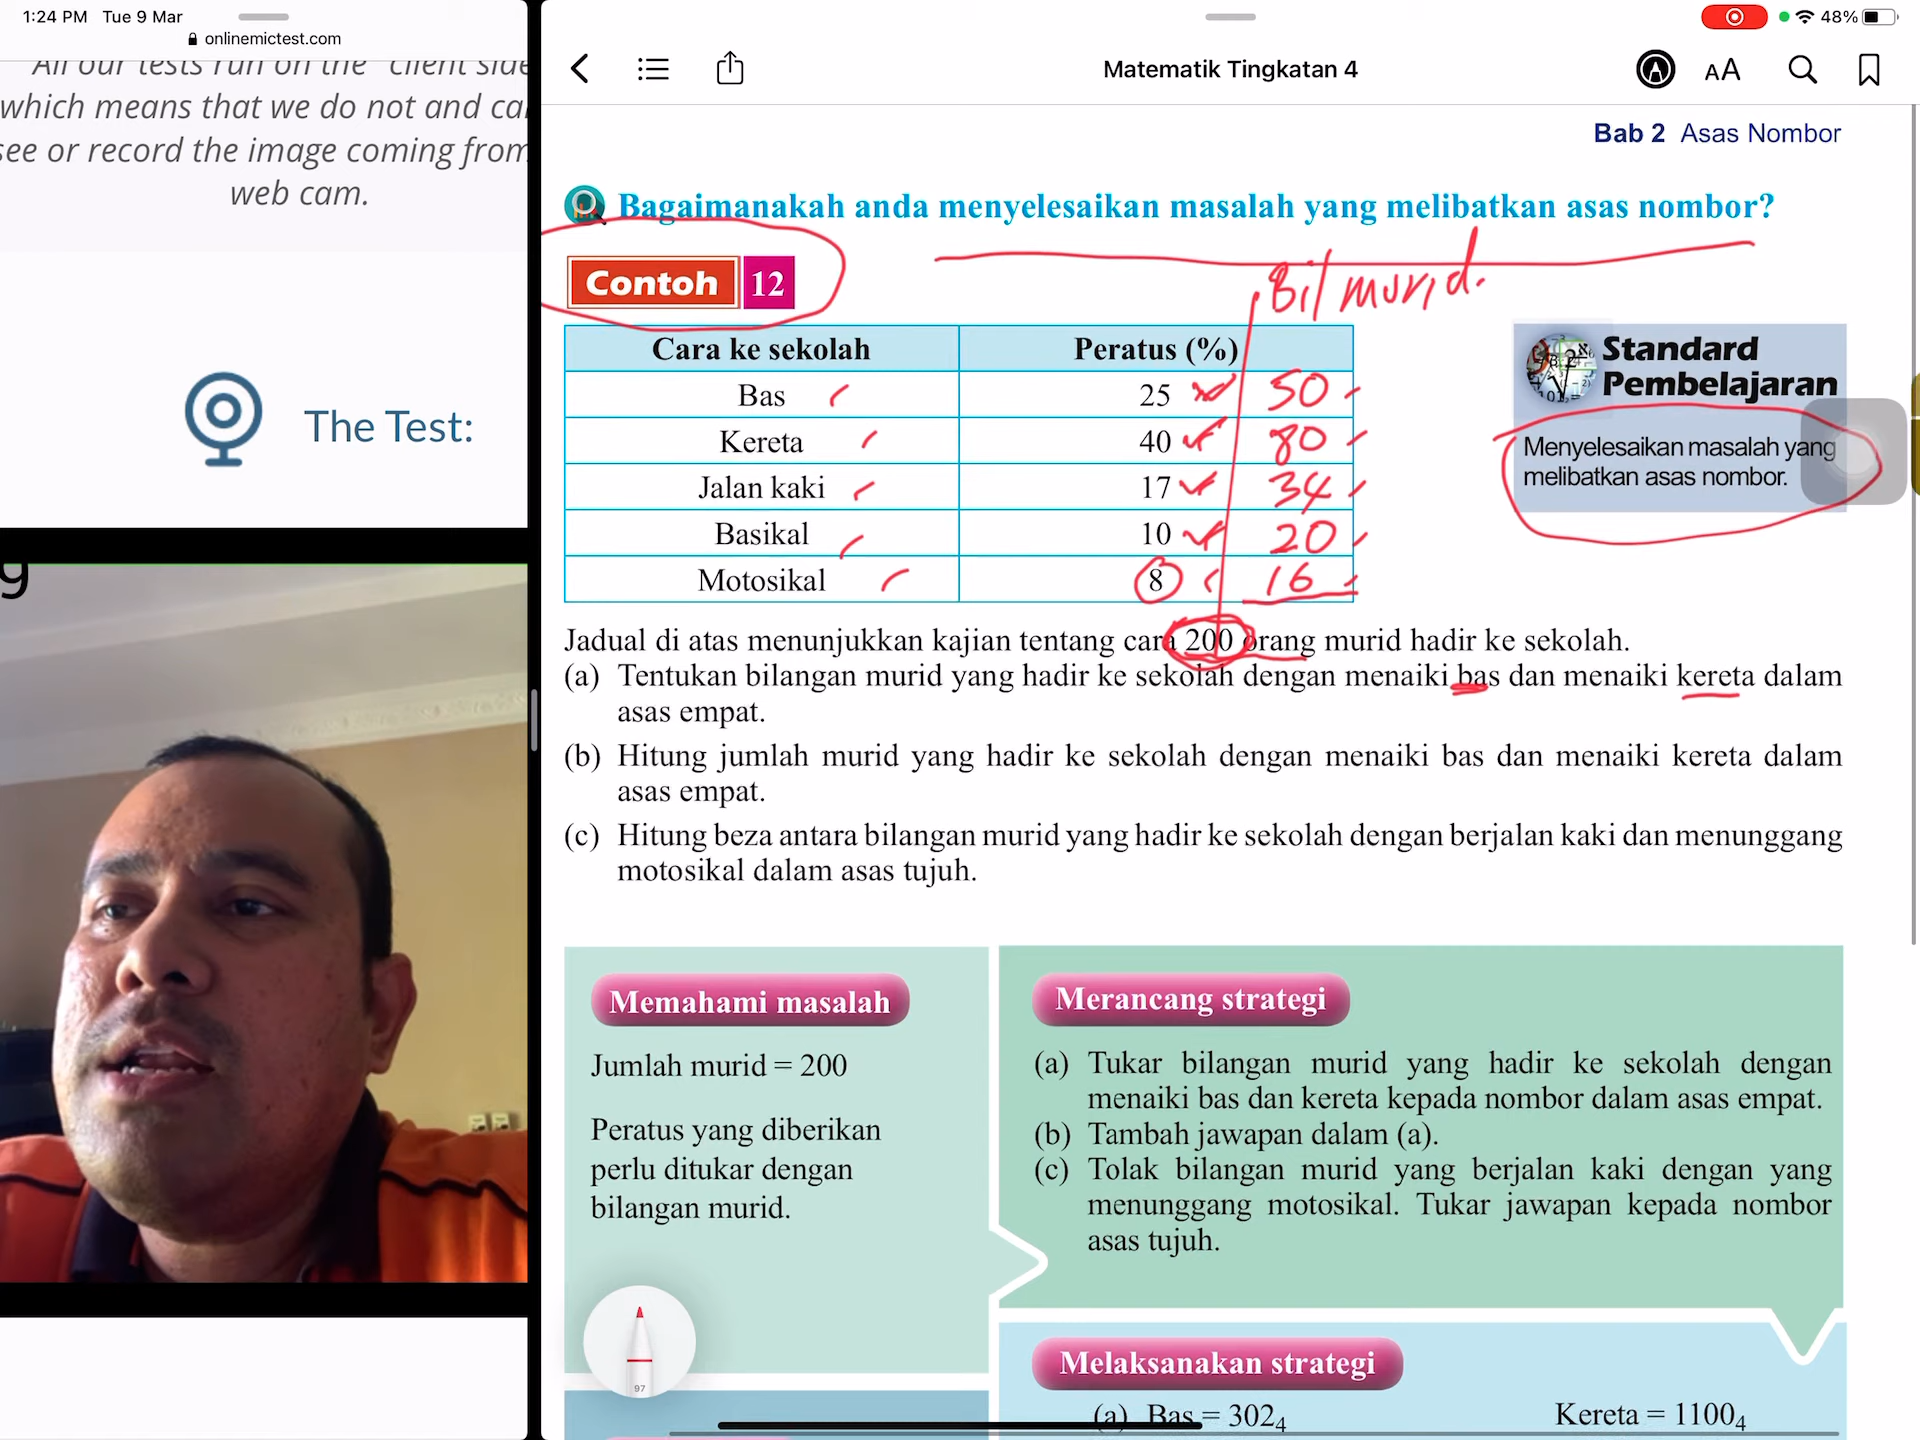 1:24 PM Tue 9 Mar
onlinemictest.com
All our tests run on the "client side
which means that we do not and ca
see or record the image coming from
web cam.
The Test:
g
48%
Matematik Tingkatan 4
AA
Bab 2 Asas Nombor
Bagaimanakah anda menyelesaikan masalah yang melibatkan asas nombor?
Contoh 12
Bil murid.
Cara ke sekolah Peratus (%)
Bas 25 50
Kereta 40 80
Jalan kaki 17 34
Basikal 10 20
Motosikal 8 16
Standard
Pembelajaran
Menyelesaikan masalah yang
melibatkan asas nombor.
Jadual di atas menunjukkan kajian tentang cara 200 orang murid hadir ke sekolah.
(a) Tentukan bilangan murid yang hadir ke sekolah dengan menaiki bas dan menaiki kereta dalam
asas empat.
(b) Hitung jumlah murid yang hadir ke sekolah dengan menaiki bas dan menaiki kereta dalam
asas empat.
(c) Hitung beza antara bilangan murid yang hadir ke sekolah dengan berjalan kaki dan menunggang
motosikal dalam asas tujuh.
Memahami masalah
Jumlah murid = 200
Peratus yang diberikan
perlu ditukar dengan
bilangan murid.
97
Merancang strategi
(a) Tukar bilangan murid yang hadir ke sekolah dengan
menaiki bas dan kereta kepada nombor dalam asas empat.
(b) Tambah jawapan dalam (a).
(c) Tolak bilangan murid yang berjalan kaki dengan yang
menunggang motosikal. Tukar jawapan kepada nombor
asas tujuh.
Melaksanakan strategi
(a) Bas = 302₄ Kereta = 1100₄